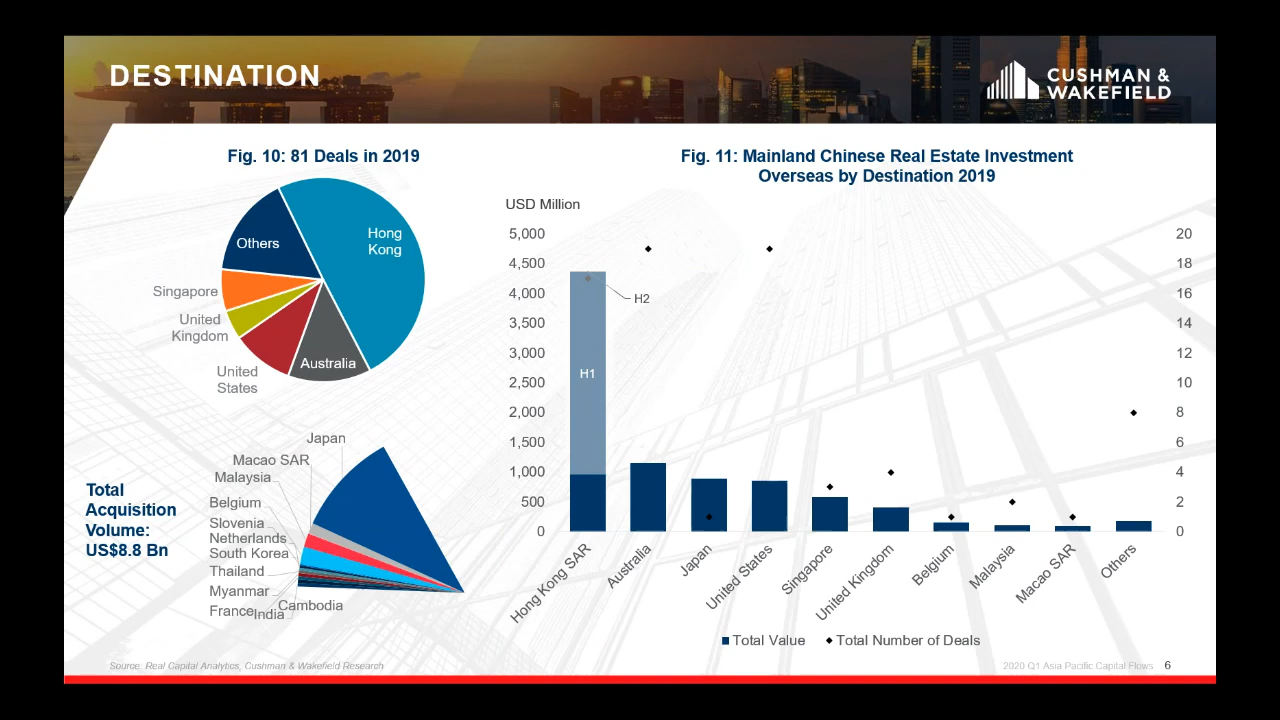 DESTINATION
CUSHMAN &
WAKEFIELD
Fig. 10: 81 Deals in 2019
Hong
Kong
Others
Singapore
United
Kingdom
United
States
Australia
Japan
Macao SAR
Malaysia
Belgium
Slovenia
Netherlands
South Korea
Thailand
Myanmar
France
India
Cambodia
Total
Acquisition
Volume:
US$8.8 Bn
Fig. 11: Mainland Chinese Real Estate Investment
Overseas by Destination 2019
USD Million
5,000
4,500
4,000
3,500
3,000
2,500
2,000
1,500
1,000
500
0
H2
H1
20
18
16
14
12
10
8
6
4
2
0
Hong Kong SAR
Australia
Japan
United States
Singapore
United Kingdom
Belgium
Malaysia
Macao SAR
Others
Total Value
Total Number of Deals
Source: Real Capital Analytics, Cushman & Wakefield Research
2020 Q1 Asia Pacific Capital Flows 6